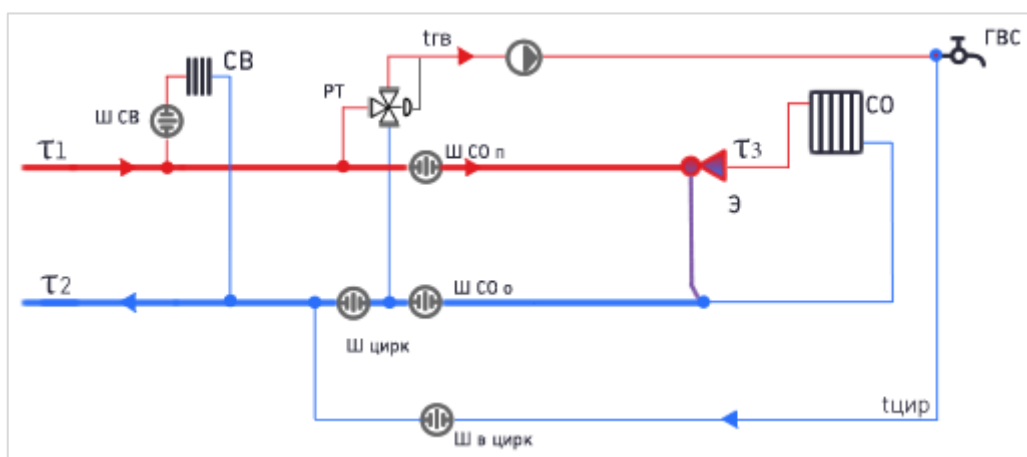 tгв
ГВС
СВ
РТ
СО
Ш СВ
τ1
Ш СО п
τ3
Э
τ2
Ш СО о
Ш цирк
tцир
Ш в цирк